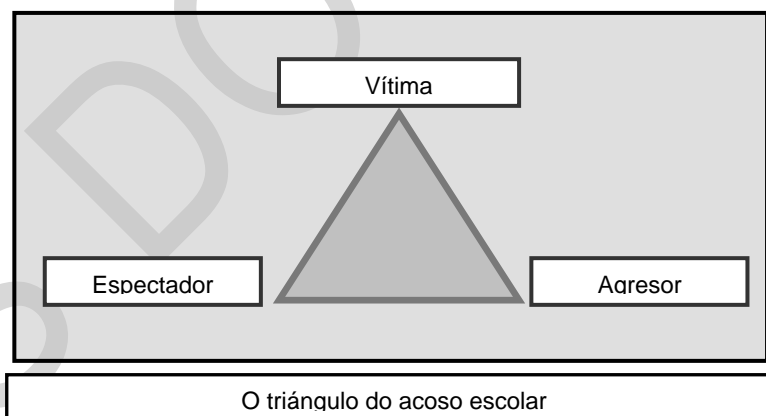 Vítima
Espectador
Agresor
O triángulo do acoso escolar